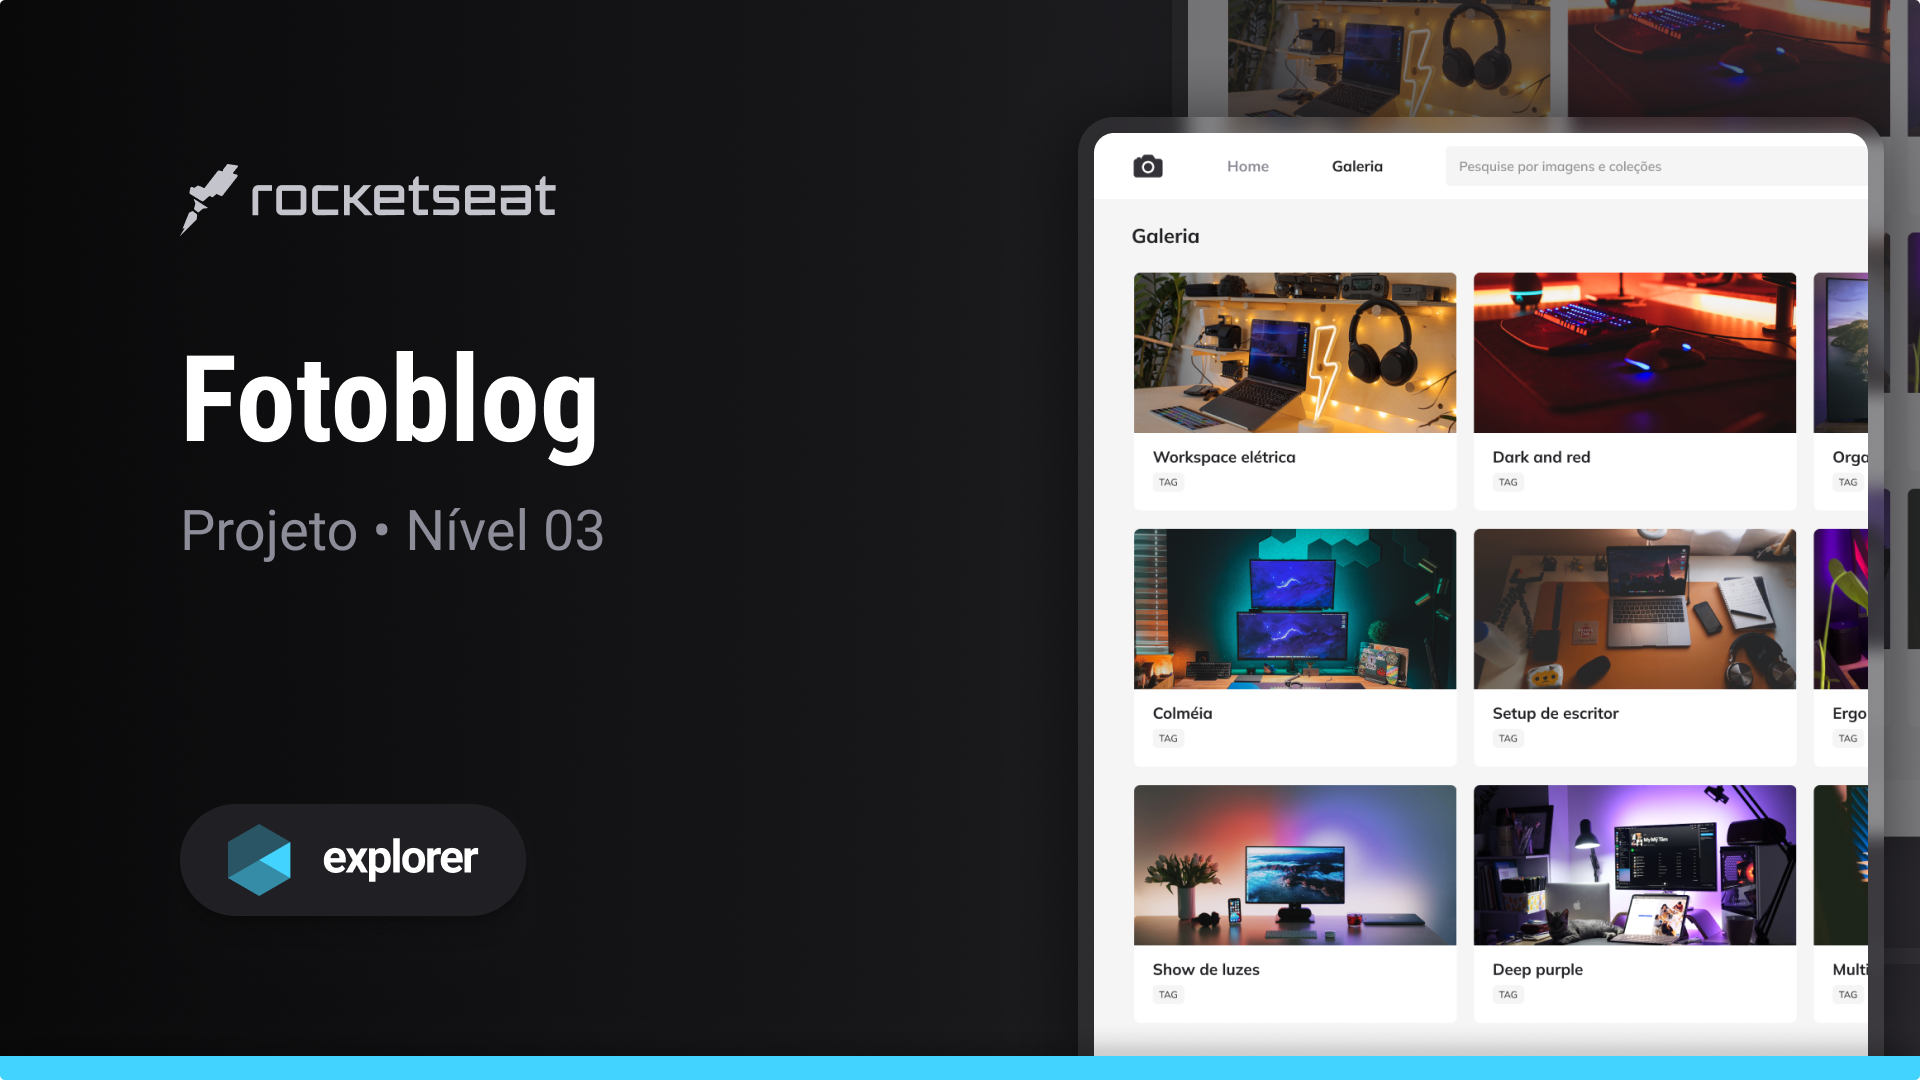 rocketseat
Fotoblog
Projeto • Nível 03
explorer
Home
Galeria
Pesquise por imagens e coleções
Galeria
Workspace elétrica
TAG
Dark and red
TAG
Orga
TAG
Colméia
TAG
Setup de escritor
TAG
Ergo
TAG
Show de luzes
TAG
Deep purple
TAG
Multi
TAG